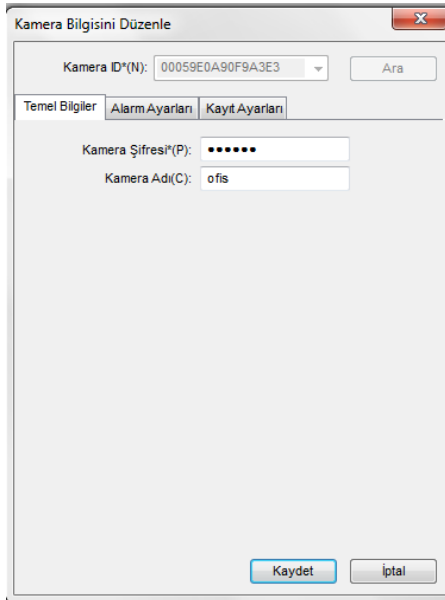 Kamera Bilgisini Düzenle
Kamera ID*(N): 00059E0A90F9A3E3 Ara
Temel Bilgiler Alarm Ayarları Kayıt Ayarları
Kamera Şifresi*(P): ●●●●●●
Kamera Adı(C): ofis
Kaydet İptal